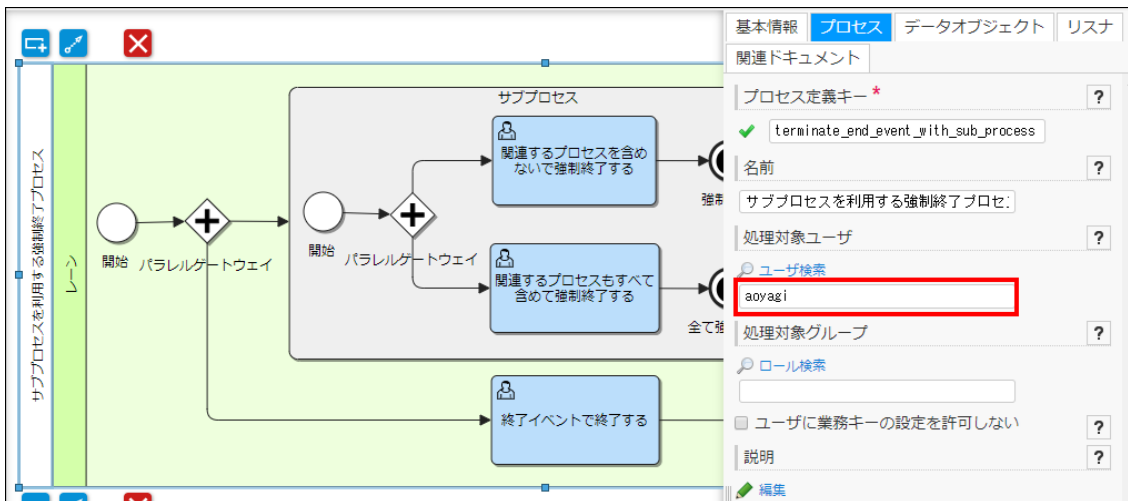 基本情報 プロセス データオブジェクト リスナ
関連ドキュメント
プロセス定義キー *
?
terminate_end_event_with_sub_process
名前
?
サブプロセスを利用する強制終了プロセ
処理対象ユーザ
?
ユーザ検索
aoyagi
処理対象グループ
?
ロール検索
ユーザに業務キーの設定を許可しない
?
説明
?
編集
サブプロセスを利用する強制終了プロセス
レーン
開始
パラレルゲートウェイ
サブプロセス
開始
パラレルゲートウェイ
関連するプロセスを含め
ないで強制終了する
強制
関連するプロセスもすべて
含めて強制終了する
全て強
終了イベントで終了する